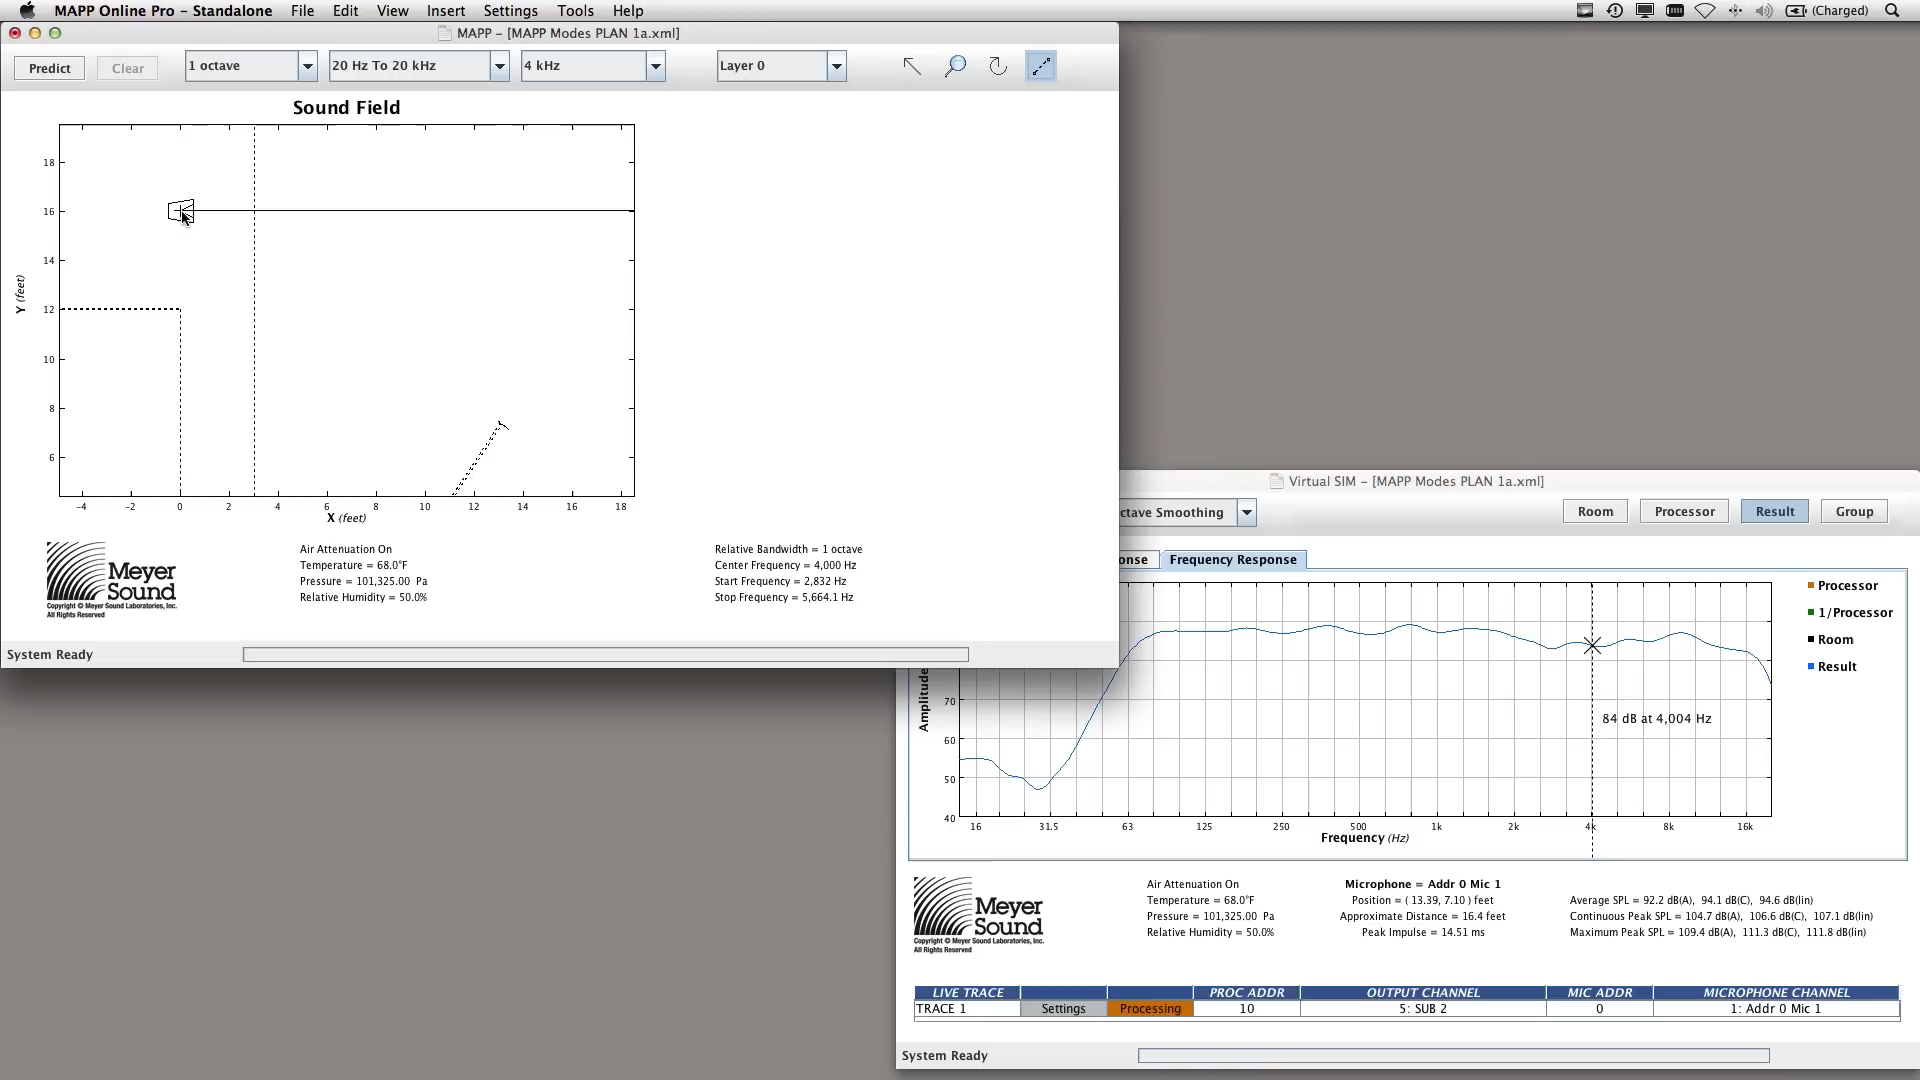 MAPP Online Pro – Standalone File Edit View Insert Settings Tools Help (Charged)
MAPP – [MAPP Modes PLAN 1a.xml]
Predict Clear 1 octave 20 Hz To 20 kHz 4 kHz Layer 0
Sound Field
18
16
14
12
10
8
6
Y (feet)
-4 -2 0 2 4 6 8 10 12 14 16 18
X (feet)
Meyer Sound
Copyright © Meyer Sound Laboratories, Inc.
All Rights Reserved
Air Attenuation On
Temperature = 68.0°F
Pressure = 101,325.00 Pa
Relative Humidity = 50.0%
Relative Bandwidth = 1 octave
Center Frequency = 4,000 Hz
Start Frequency = 2,832 Hz
Stop Frequency = 5,664.1 Hz
System Ready
Virtual SIM – [MAPP Modes PLAN 1a.xml]
ctave Smoothing Room Processor Result Group
onse Frequency Response
Processor
1/Processor
Room
Result
Amplitude
70
60
50
40
84 dB at 4,004 Hz
16 31.5 63 125 250 500 1k 2k 4k 8k 16k
Frequency (Hz)
Meyer Sound
Copyright © Meyer Sound Laboratories, Inc.
All Rights Reserved
Air Attenuation On
Temperature = 68.0°F
Pressure = 101,325.00 Pa
Relative Humidity = 50.0%
Microphone = Addr 0 Mic 1
Position = ( 13.39, 7.10 ) feet
Approximate Distance = 16.4 feet
Peak Impulse = 14.51 ms
Average SPL = 92.2 dB(A), 94.1 dB(C), 94.6 dB(lin)
Continuous Peak SPL = 104.7 dB(A), 106.6 dB(C), 107.1 dB(lin)
Maximum Peak SPL = 109.4 dB(A), 111.3 dB(C), 111.8 dB(lin)
LIVE TRACE PROC ADDR OUTPUT CHANNEL MIC ADDR MICROPHONE CHANNEL
TRACE 1 Settings Processing 10 5: SUB 2 0 1: Addr 0 Mic 1
System Ready